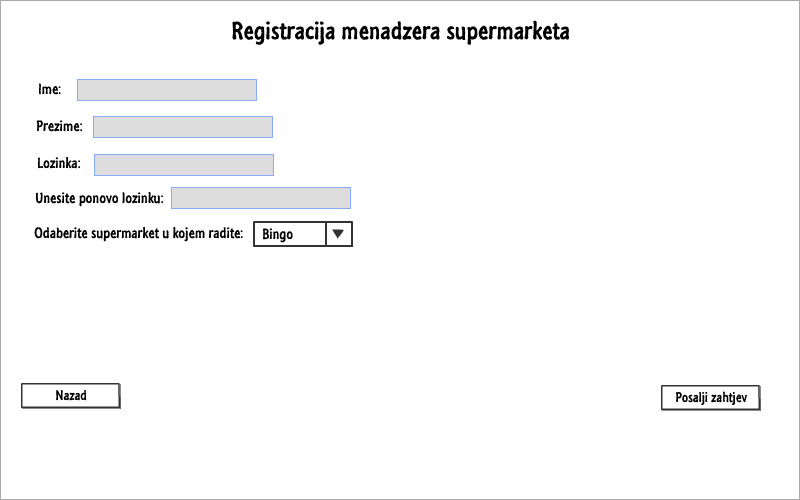 Registracija menadzera supermarketa
Ime:
Prezime:
Lozinka:
Unesite ponovo lozinku:
Odaberite supermarket u kojem radite: Bingo
Nazad
Posalji zahtjev